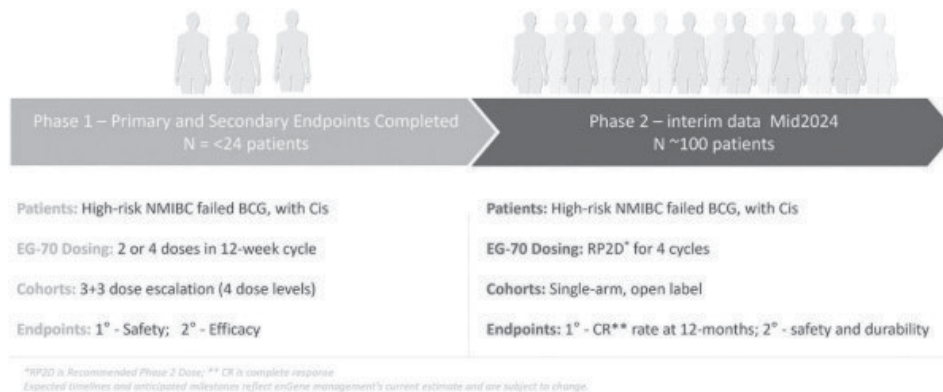 Phase 1 – Primary and Secondary Endpoints Completed
N = <24 patients
Phase 2 – interim data Mid2024
N ~100 patients
Patients: High-risk NMIBC failed BCG, with Cis
EG-70 Dosing: 2 or 4 doses in 12-week cycle
Cohorts: 3+3 dose escalation (4 dose levels)
Endpoints: 1° - Safety; 2° - Efficacy
Patients: High-risk NMIBC failed BCG, with Cis
EG-70 Dosing: RP2D* for 4 cycles
Cohorts: Single-arm, open label
Endpoints: 1° - CR** rate at 12-months; 2° - safety and durability
*RP2D is Recommended Phase 2 Dose; ** CR is complete response
Expected timelines and anticipated milestones reflect enGene management's current estimate and are subject to change.